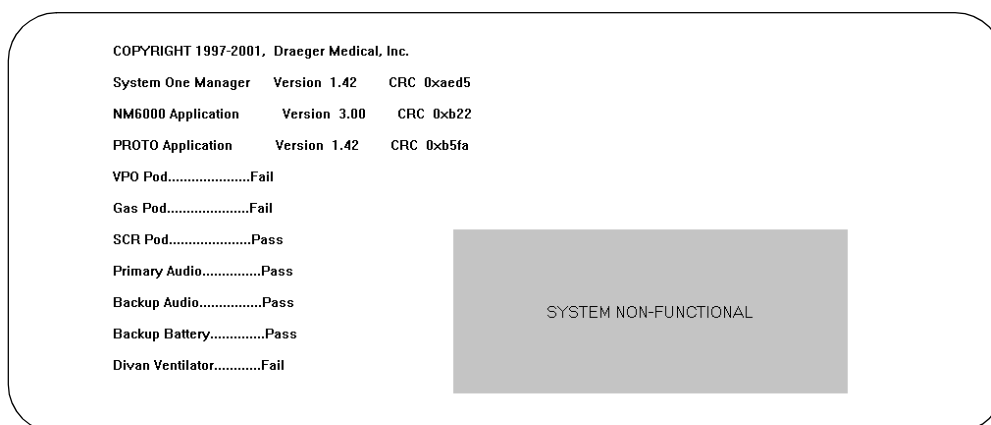 COPYRIGHT 1997-2001, Draeger Medical, Inc.
System One Manager Version 1.42 CRC 0xaed5
NM6000 Application Version 3.00 CRC 0xb22
PROTO Application Version 1.42 CRC 0xb5fa
VPO Pod.....................Fail
Gas Pod.....................Fail
SCR Pod.....................Pass
Primary Audio...............Pass
Backup Audio................Pass
Backup Battery..............Pass
Divan Ventilator............Fail
SYSTEM NON-FUNCTIONAL